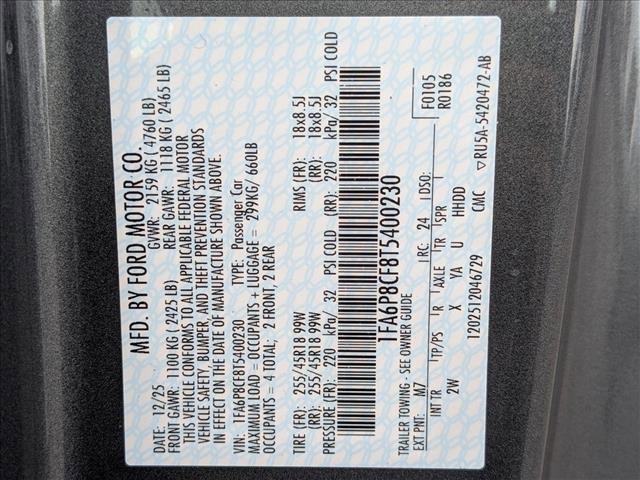 MFD. BY FORD MOTOR CO.
DATE: 12/25 GVWR: 2159 KG ( 4760 LB)
FRONT GAWR: 1100 KG ( 2425 LB) REAR GAWR: 1118 KG ( 2465 LB)
THIS VEHICLE CONFORMS TO ALL APPLICABLE FEDERAL MOTOR
VEHICLE SAFETY, BUMPER, AND THEFT PREVENTION STANDARDS
IN EFFECT ON THE DATE OF MANUFACTURE SHOWN ABOVE.
VIN: 1FA6P8CF8T5400230 TYPE: Passenger Car
MAXIMUM LOAD = OCCUPANTS + LUGGAGE = 299KG/ 660LB
OCCUPANTS = 4 TOTAL; 2 FRONT, 2 REAR
TIRE (FR): 255/45R18 99W RIMS (FR): 18x8.5J
(RR): 255/45R18 99W (RR): 18x8.5J
PRESSURE (FR): 220 kPa/ 32 PSI COLD (RR): 220 kPa/ 32 PSI COLD
1FA6P8CF8T5400230
F0105
R0186
TRAILER TOWING - SEE OWNER GUIDE
EXT PNT: M7 RC: 24 DSO:
INT TR TP/PS R AXLE TR SPR
2W X YA U HHDD
1202512046729 CMC ▽RU5A-5420472-AB